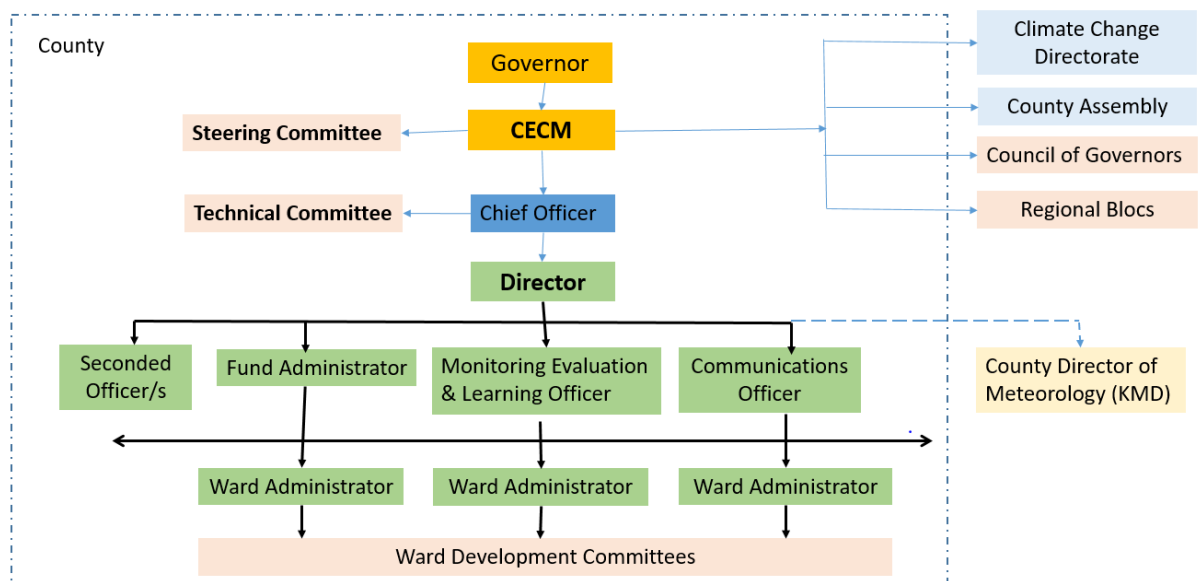 County
Governor
Climate Change
Directorate
Steering Committee
CECM
County Assembly
Council of Governors
Technical Committee
Chief Officer
Regional Blocs
Director
Seconded
Officer/s
Fund Administrator
Monitoring Evaluation
& Learning Officer
Communications
Officer
County Director of
Meteorology (KMD)
Ward Administrator
Ward Administrator
Ward Administrator
Ward Development Committees